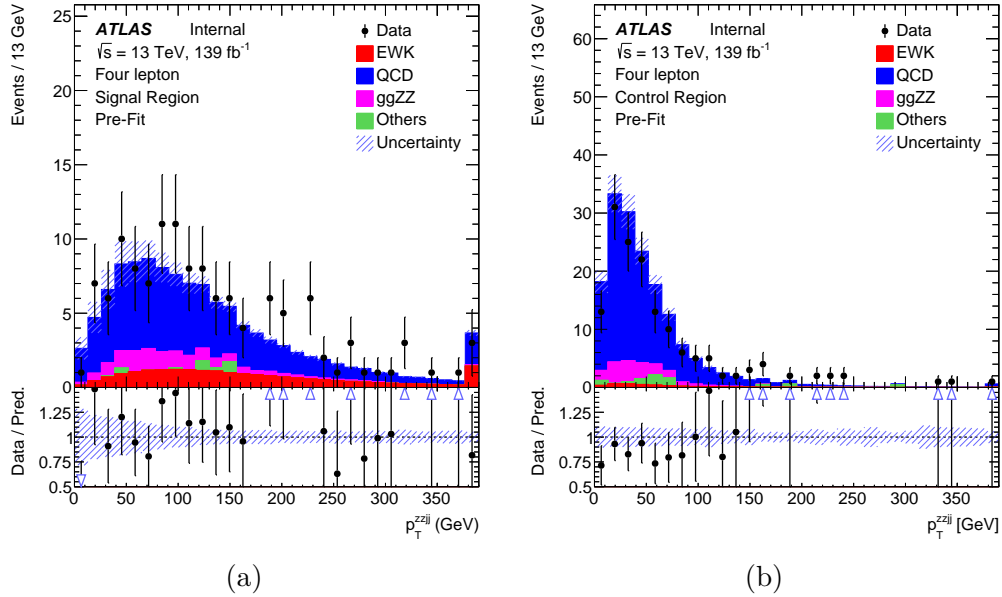 ATLAS Internal
√s = 13 TeV, 139 fb-1
Four lepton
Signal Region
Pre-Fit
Data
EWK
QCD
ggZZ
Others
Uncertainty
Events / 13 GeV
25
20
15
10
5
0
Data / Pred.
1.25
1
0.75
0.5
0 50 100 150 200 250 300 350
p_T^zzjj (GeV)
(a)
ATLAS Internal
√s = 13 TeV, 139 fb-1
Four lepton
Control Region
Pre-Fit
Data
EWK
QCD
ggZZ
Others
Uncertainty
Events / 13 GeV
60
50
40
30
20
10
0
Data / Pred.
1.25
1
0.75
0.5
0 50 100 150 200 250 300 350
p_T^zzjj [GeV]
(b)